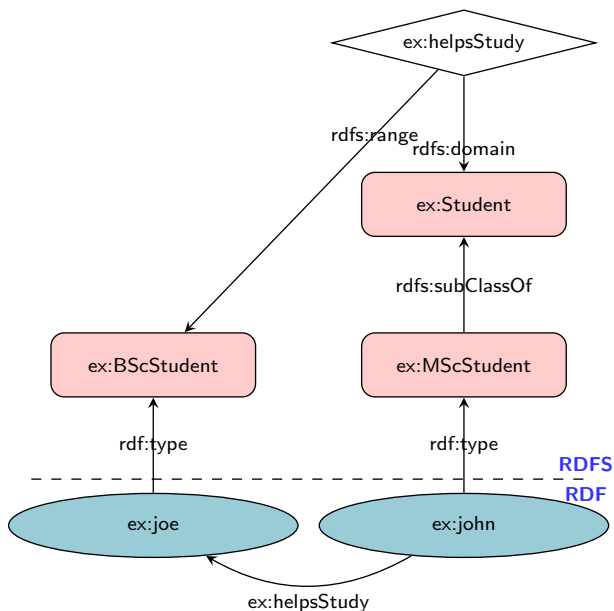 ex:helpsStudy
rdfs:range
rdfs:domain
ex:Student
rdfs:subClassOf
ex:BScStudent
ex:MScStudent
rdf:type
rdf:type
RDFS
RDF
ex:joe
ex:john
ex:helpsStudy